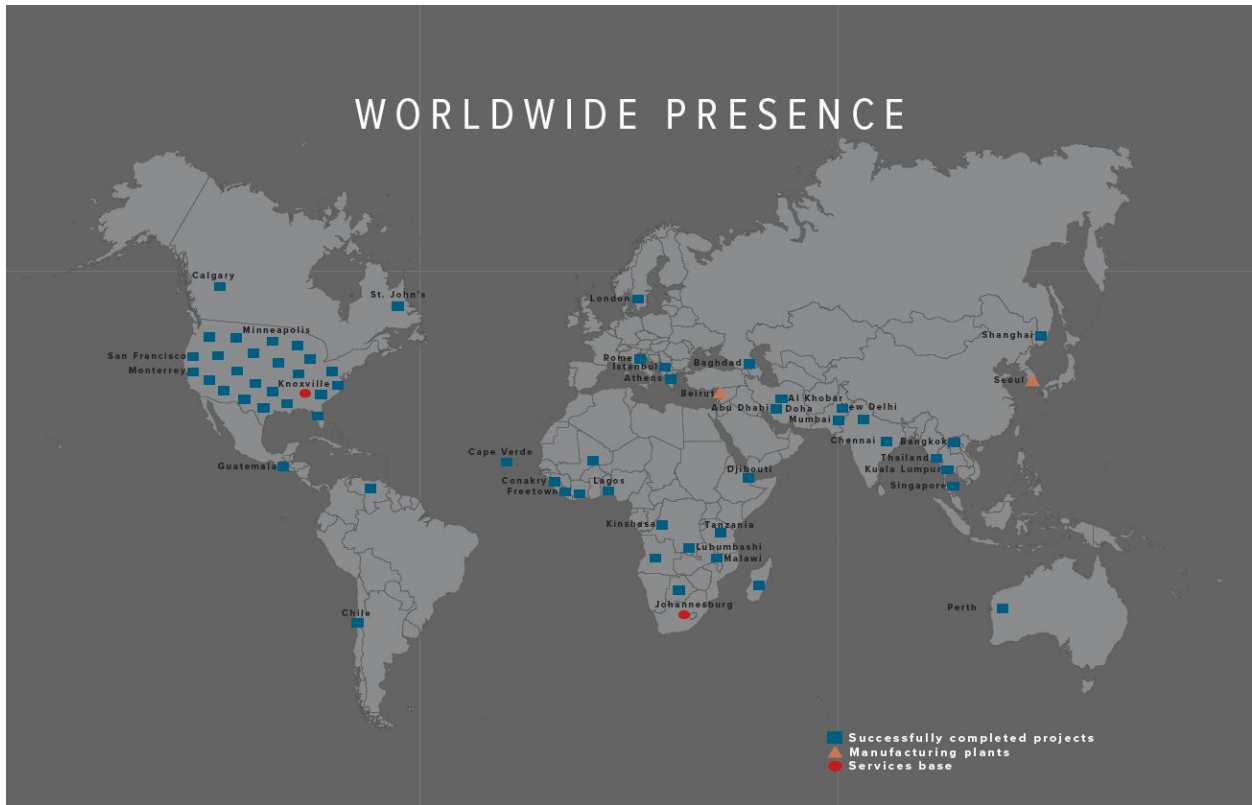 WORLDWIDE PRESENCE
Calgary
St. John's
London
Minneapolis
Shanghai
San Francisco
Rome
Istanbul
Baghdad
Monterrey
Knoxville
Athens
Seoul
Beirut
Al Khobar
Abu Dhabi
Doha
New Delhi
Mumbai
Chennai
Bangkok
Cape Verde
Thailand
Guatemala
Djibouti
Kuala Lumpur
Conakry
Lagos
Freetown
Singapore
Kinshasa
Tanzania
Lubumbashi
Malawi
Johannesburg
Perth
Chile
Successfully completed projects
Manufacturing plants
Services base